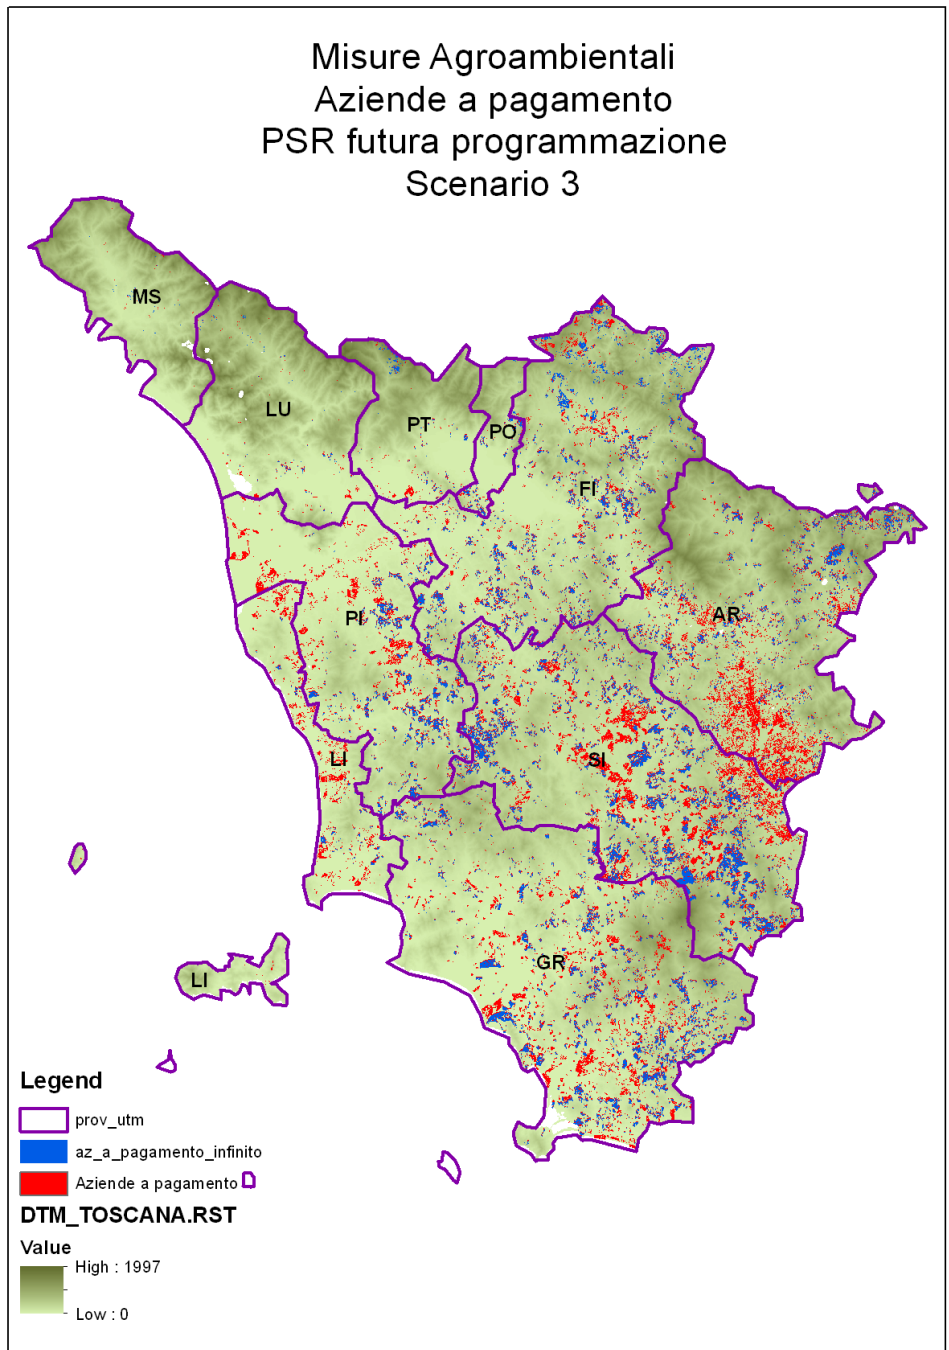 Misure Agroambientali
Aziende a pagamento
PSR futura programmazione
Scenario 3
MS
LU
PT
PO
FI
AR
PI
LI
SI
GR
LI
Legend
prov_utm
az_a_pagamento_infinito
Aziende a pagamento
DTM_TOSCANA.RST
Value
High : 1997
Low : 0